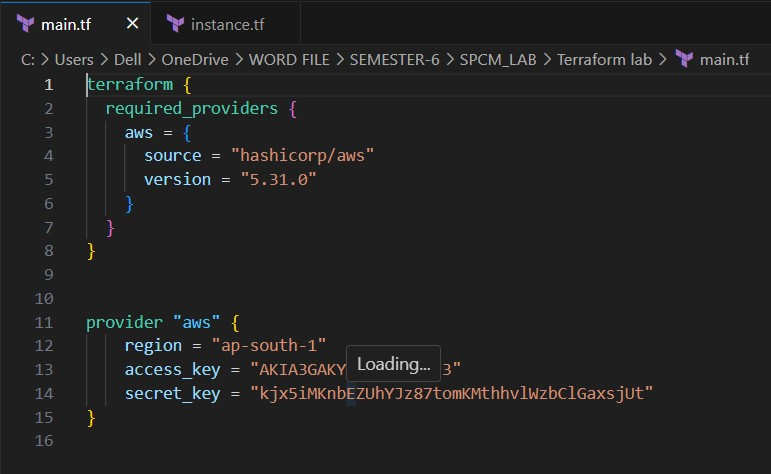 main.tf
instance.tf
C: > Users > Dell > OneDrive > WORD FILE > SEMESTER-6 > SPCM_LAB > Terraform lab > main.tf
1 terraform {
2 required_providers {
3 aws = {
4 source = "hashicorp/aws"
5 version = "5.31.0"
6 }
7 }
8 }
9
10
11 provider "aws" {
12 region = "ap-south-1"
Loading...
13 access_key = "AKIA3GAKY 3"
14 secret_key = "kjx5iMKnbEZUhYJz87tomKMthhvlWzbClGaxsjUt"
15 }
16